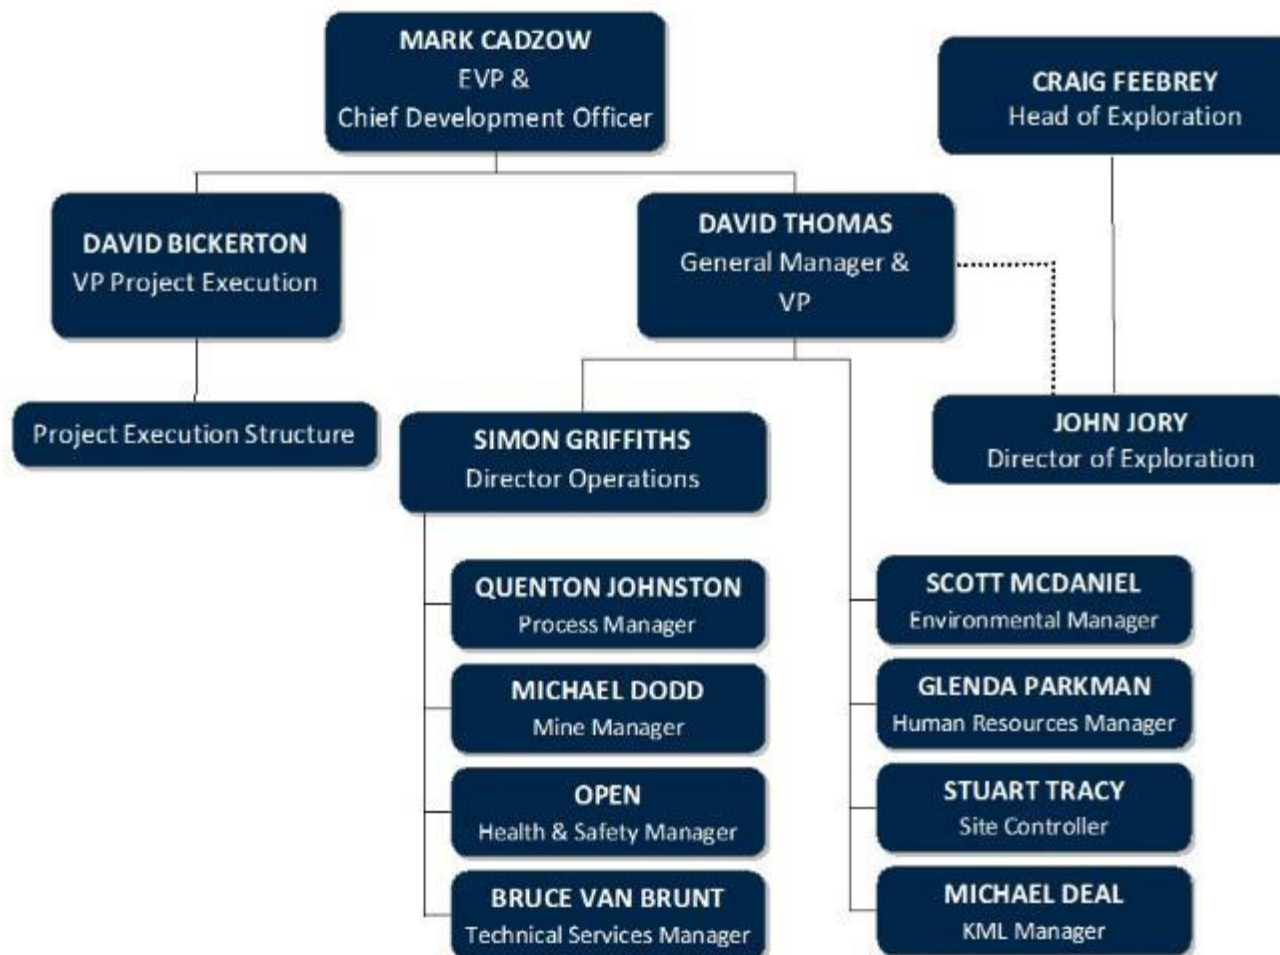 MARK CADZOW
EVP &
Chief Development Officer
CRAIG FEEBREY
Head of Exploration
DAVID BICKERTON
VP Project Execution
DAVID THOMAS
General Manager &
VP
Project Execution Structure
SIMON GRIFFITHS
Director Operations
JOHN JORY
Director of Exploration
QUENTON JOHNSTON
Process Manager
MICHAEL DODD
Mine Manager
OPEN
Health & Safety Manager
BRUCE VAN BRUNT
Technical Services Manager
SCOTT MCDANIEL
Environmental Manager
GLENDA PARKMAN
Human Resources Manager
STUART TRACY
Site Controller
MICHAEL DEAL
KML Manager